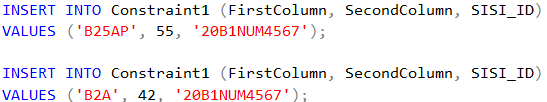 INSERT INTO Constraint1 (FirstColumn, SecondColumn, SISI_ID)
VALUES ('B25AP', 55, '20B1NUM4567');
INSERT INTO Constraint1 (FirstColumn, SecondColumn, SISI_ID)
VALUES ('B2A', 42, '20B1NUM4567');